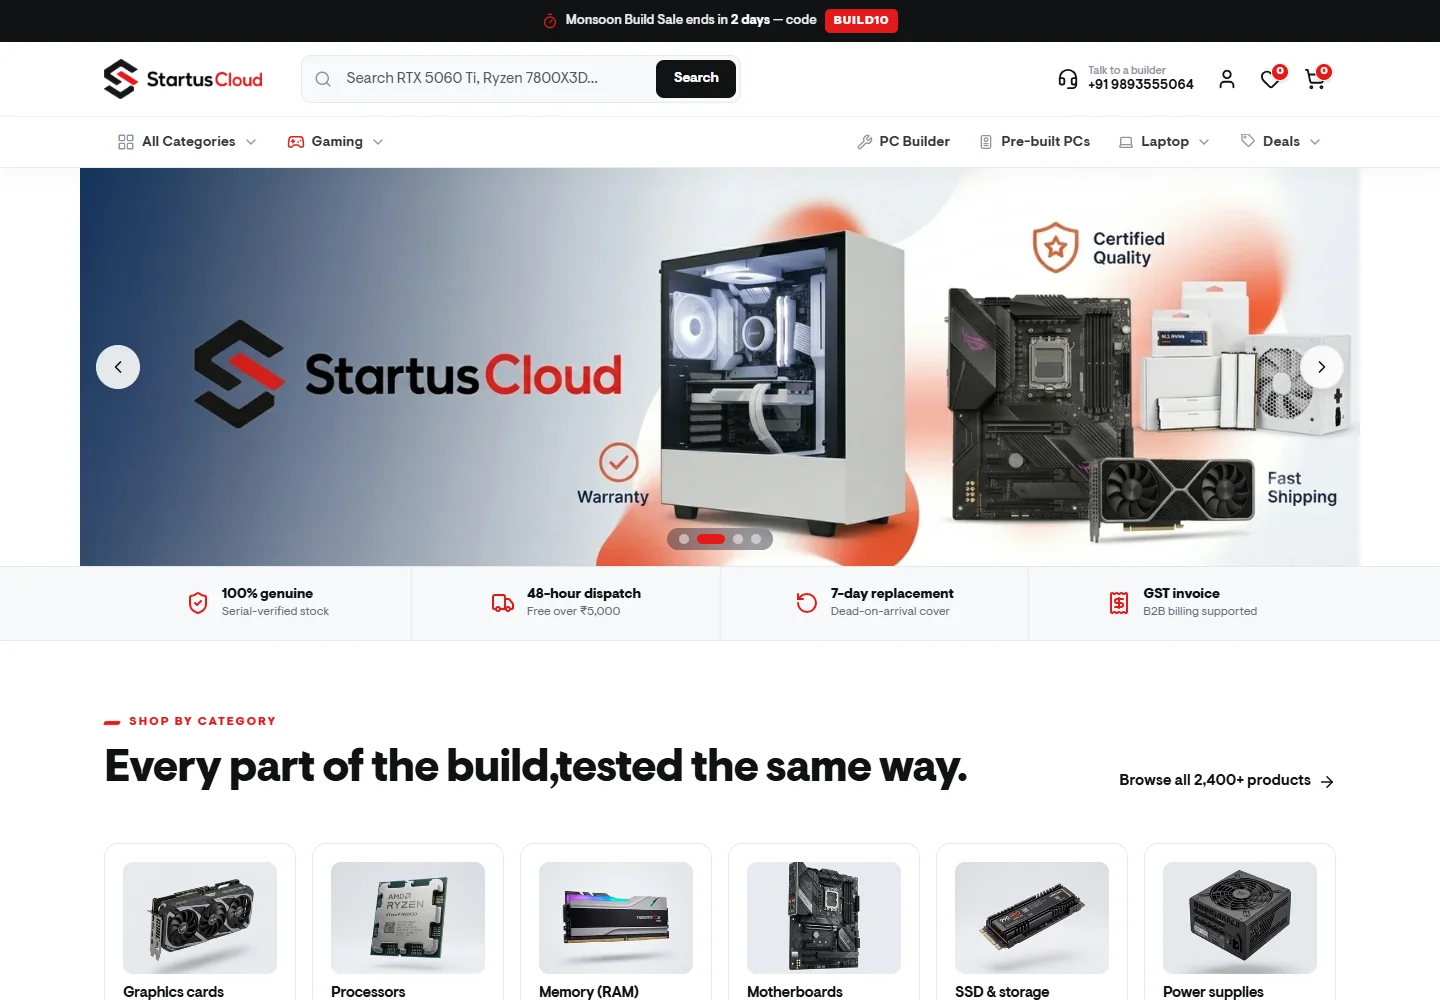 Monsoon Build Sale ends in 2 days — code BUILD10
StartusCloud
Search RTX 5060 Ti, Ryzen 7800X3D...
Search
Talk to a builder
+91 9893555064
0
0
All Categories
Gaming
PC Builder
Pre-built PCs
Laptop
Deals
StartusCloud
Certified
Quality
Warranty
Fast
Shipping
100% genuine
Serial-verified stock
48-hour dispatch
Free over ₹5,000
7-day replacement
Dead-on-arrival cover
GST invoice
B2B billing supported
SHOP BY CATEGORY
Every part of the build,tested the same way.
Browse all 2,400+ products
AMD
RYZEN
Graphics cards
Processors
Memory (RAM)
Motherboards
SSD & storage
Power supplies